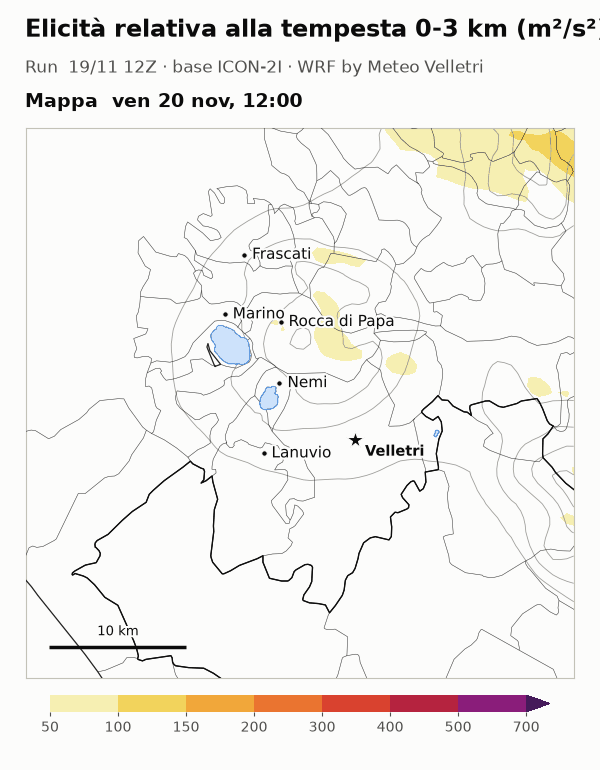 Elicità relativa alla tempesta 0-3 km (m²/s²)
Run  19/11 12Z · base ICON-2I · WRF by Meteo Velletri
Mappa  ven 20 nov, 12:00
Frascati
Marino
Rocca di Papa
Nemi
Velletri
Lanuvio
10 km
50 100 150 200 300 400 500 700